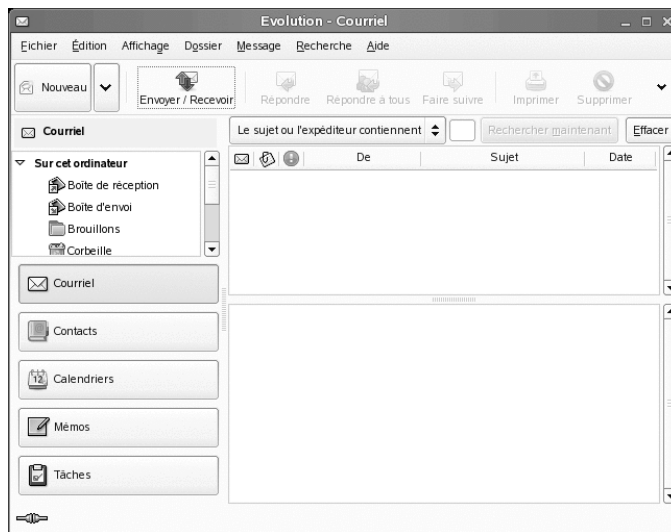 Evolution - Courriel
Fichier Édition Affichage Dossier Message Recherche Aide
Nouveau Envoyer / Recevoir Répondre Répondre à tous Faire suivre Imprimer Supprimer
Courriel Le sujet ou l'expéditeur contiennent Rechercher maintenant Effacer
Sur cet ordinateur De Sujet Date
Boîte de réception
Boîte d'envoi
Brouillons
Corbeille
Courriel
Contacts
12 Calendriers
Mémos
Tâches